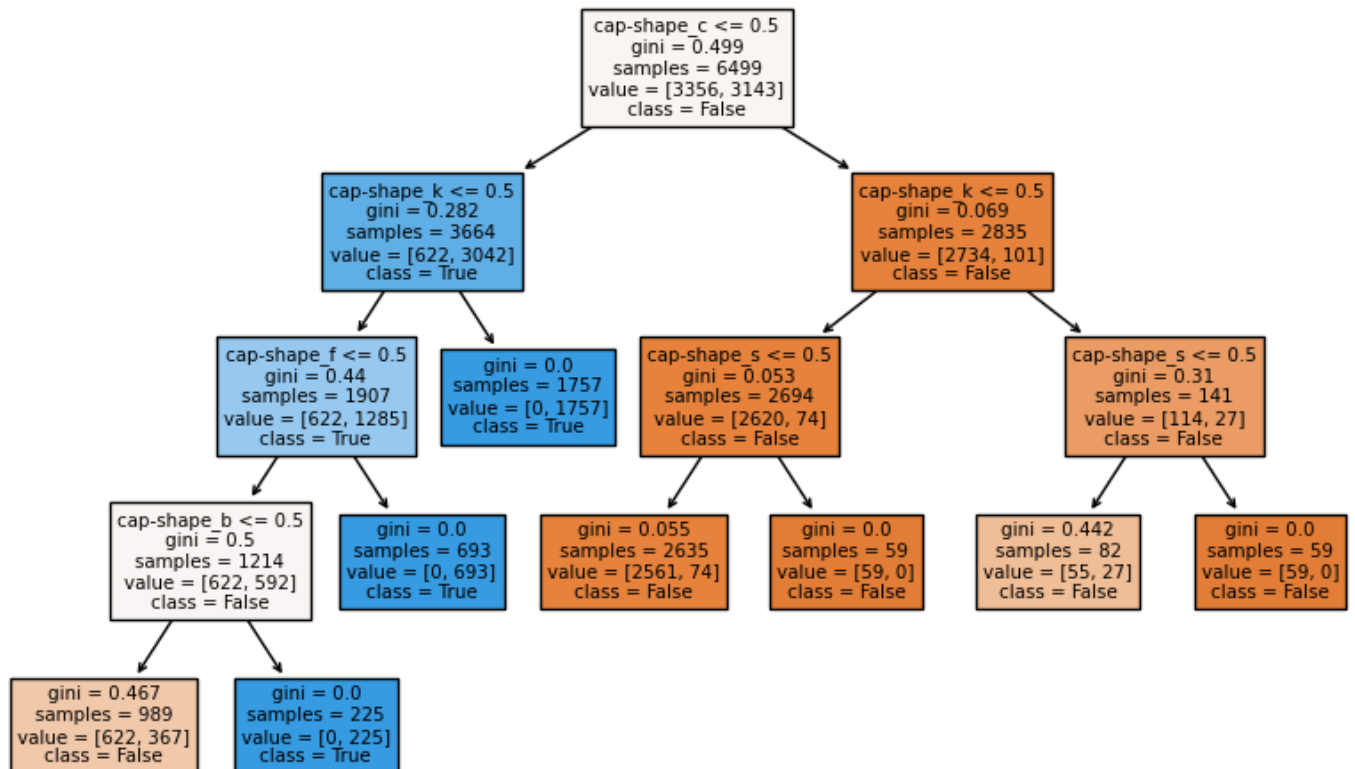 cap-shape_c <= 0.5
gini = 0.499
samples = 6499
value = [3356, 3143]
class = False
cap-shape_k <= 0.5
gini = 0.282
samples = 3664
value = [622, 3042]
class = True
cap-shape_k <= 0.5
gini = 0.069
samples = 2835
value = [2734, 101]
class = False
cap-shape_f <= 0.5
gini = 0.44
samples = 1907
value = [622, 1285]
class = True
gini = 0.0
samples = 1757
value = [0, 1757]
class = True
cap-shape_s <= 0.5
gini = 0.053
samples = 2694
value = [2620, 74]
class = False
cap-shape_s <= 0.5
gini = 0.31
samples = 141
value = [114, 27]
class = False
cap-shape_b <= 0.5
gini = 0.5
samples = 1214
value = [622, 592]
class = False
gini = 0.0
samples = 693
value = [0, 693]
class = True
gini = 0.055
samples = 2635
value = [2561, 74]
class = False
gini = 0.0
samples = 59
value = [59, 0]
class = False
gini = 0.442
samples = 82
value = [55, 27]
class = False
gini = 0.0
samples = 59
value = [59, 0]
class = False
gini = 0.467
samples = 989
value = [622, 367]
class = False
gini = 0.0
samples = 225
value = [0, 225]
class = True